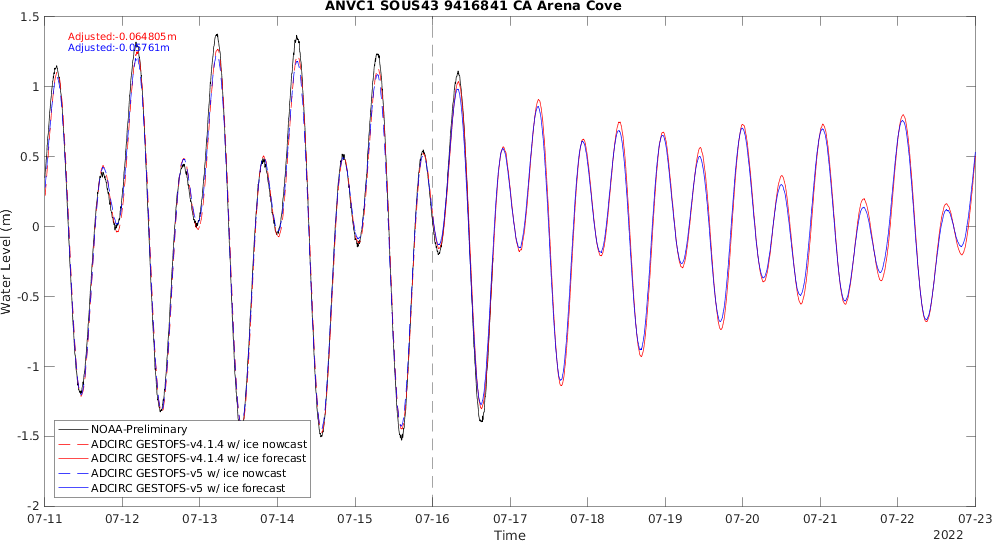 ANVC1 SOUS43 9416841 CA Arena Cove
Adjusted:-0.064805m
Adjusted:-0.05761m
1.5
1
0.5
0
-0.5
-1
-1.5
-2
Water Level (m)
NOAA-Preliminary
ADCIRC GESTOFS-v4.1.4 w/ ice nowcast
ADCIRC GESTOFS-v4.1.4 w/ ice forecast
ADCIRC GESTOFS-v5 w/ ice nowcast
ADCIRC GESTOFS-v5 w/ ice forecast
07-11 07-12 07-13 07-14 07-15 07-16 07-17 07-18 07-19 07-20 07-21 07-22 07-23
Time
2022